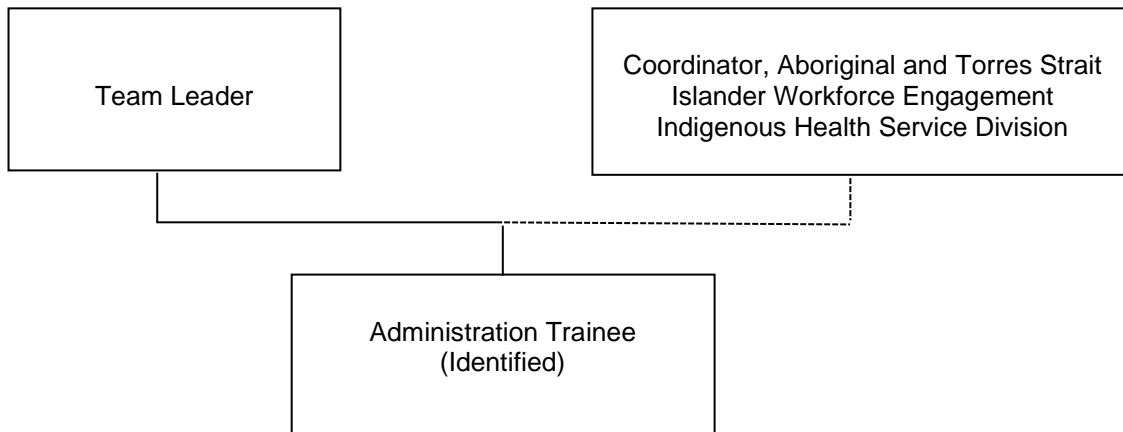 Team Leader
Coordinator, Aboriginal and Torres Strait
Islander Workforce Engagement
Indigenous Health Service Division
Administration Trainee
(Identified)